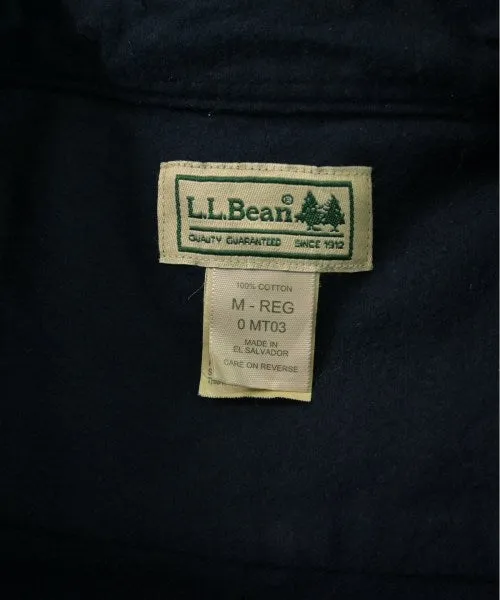 L.L.Bean®
QUALITY GUARANTEED SINCE 1912
100% COTTON
M - REG
0 MT03
MADE IN
EL SALVADOR
CARE ON REVERSE